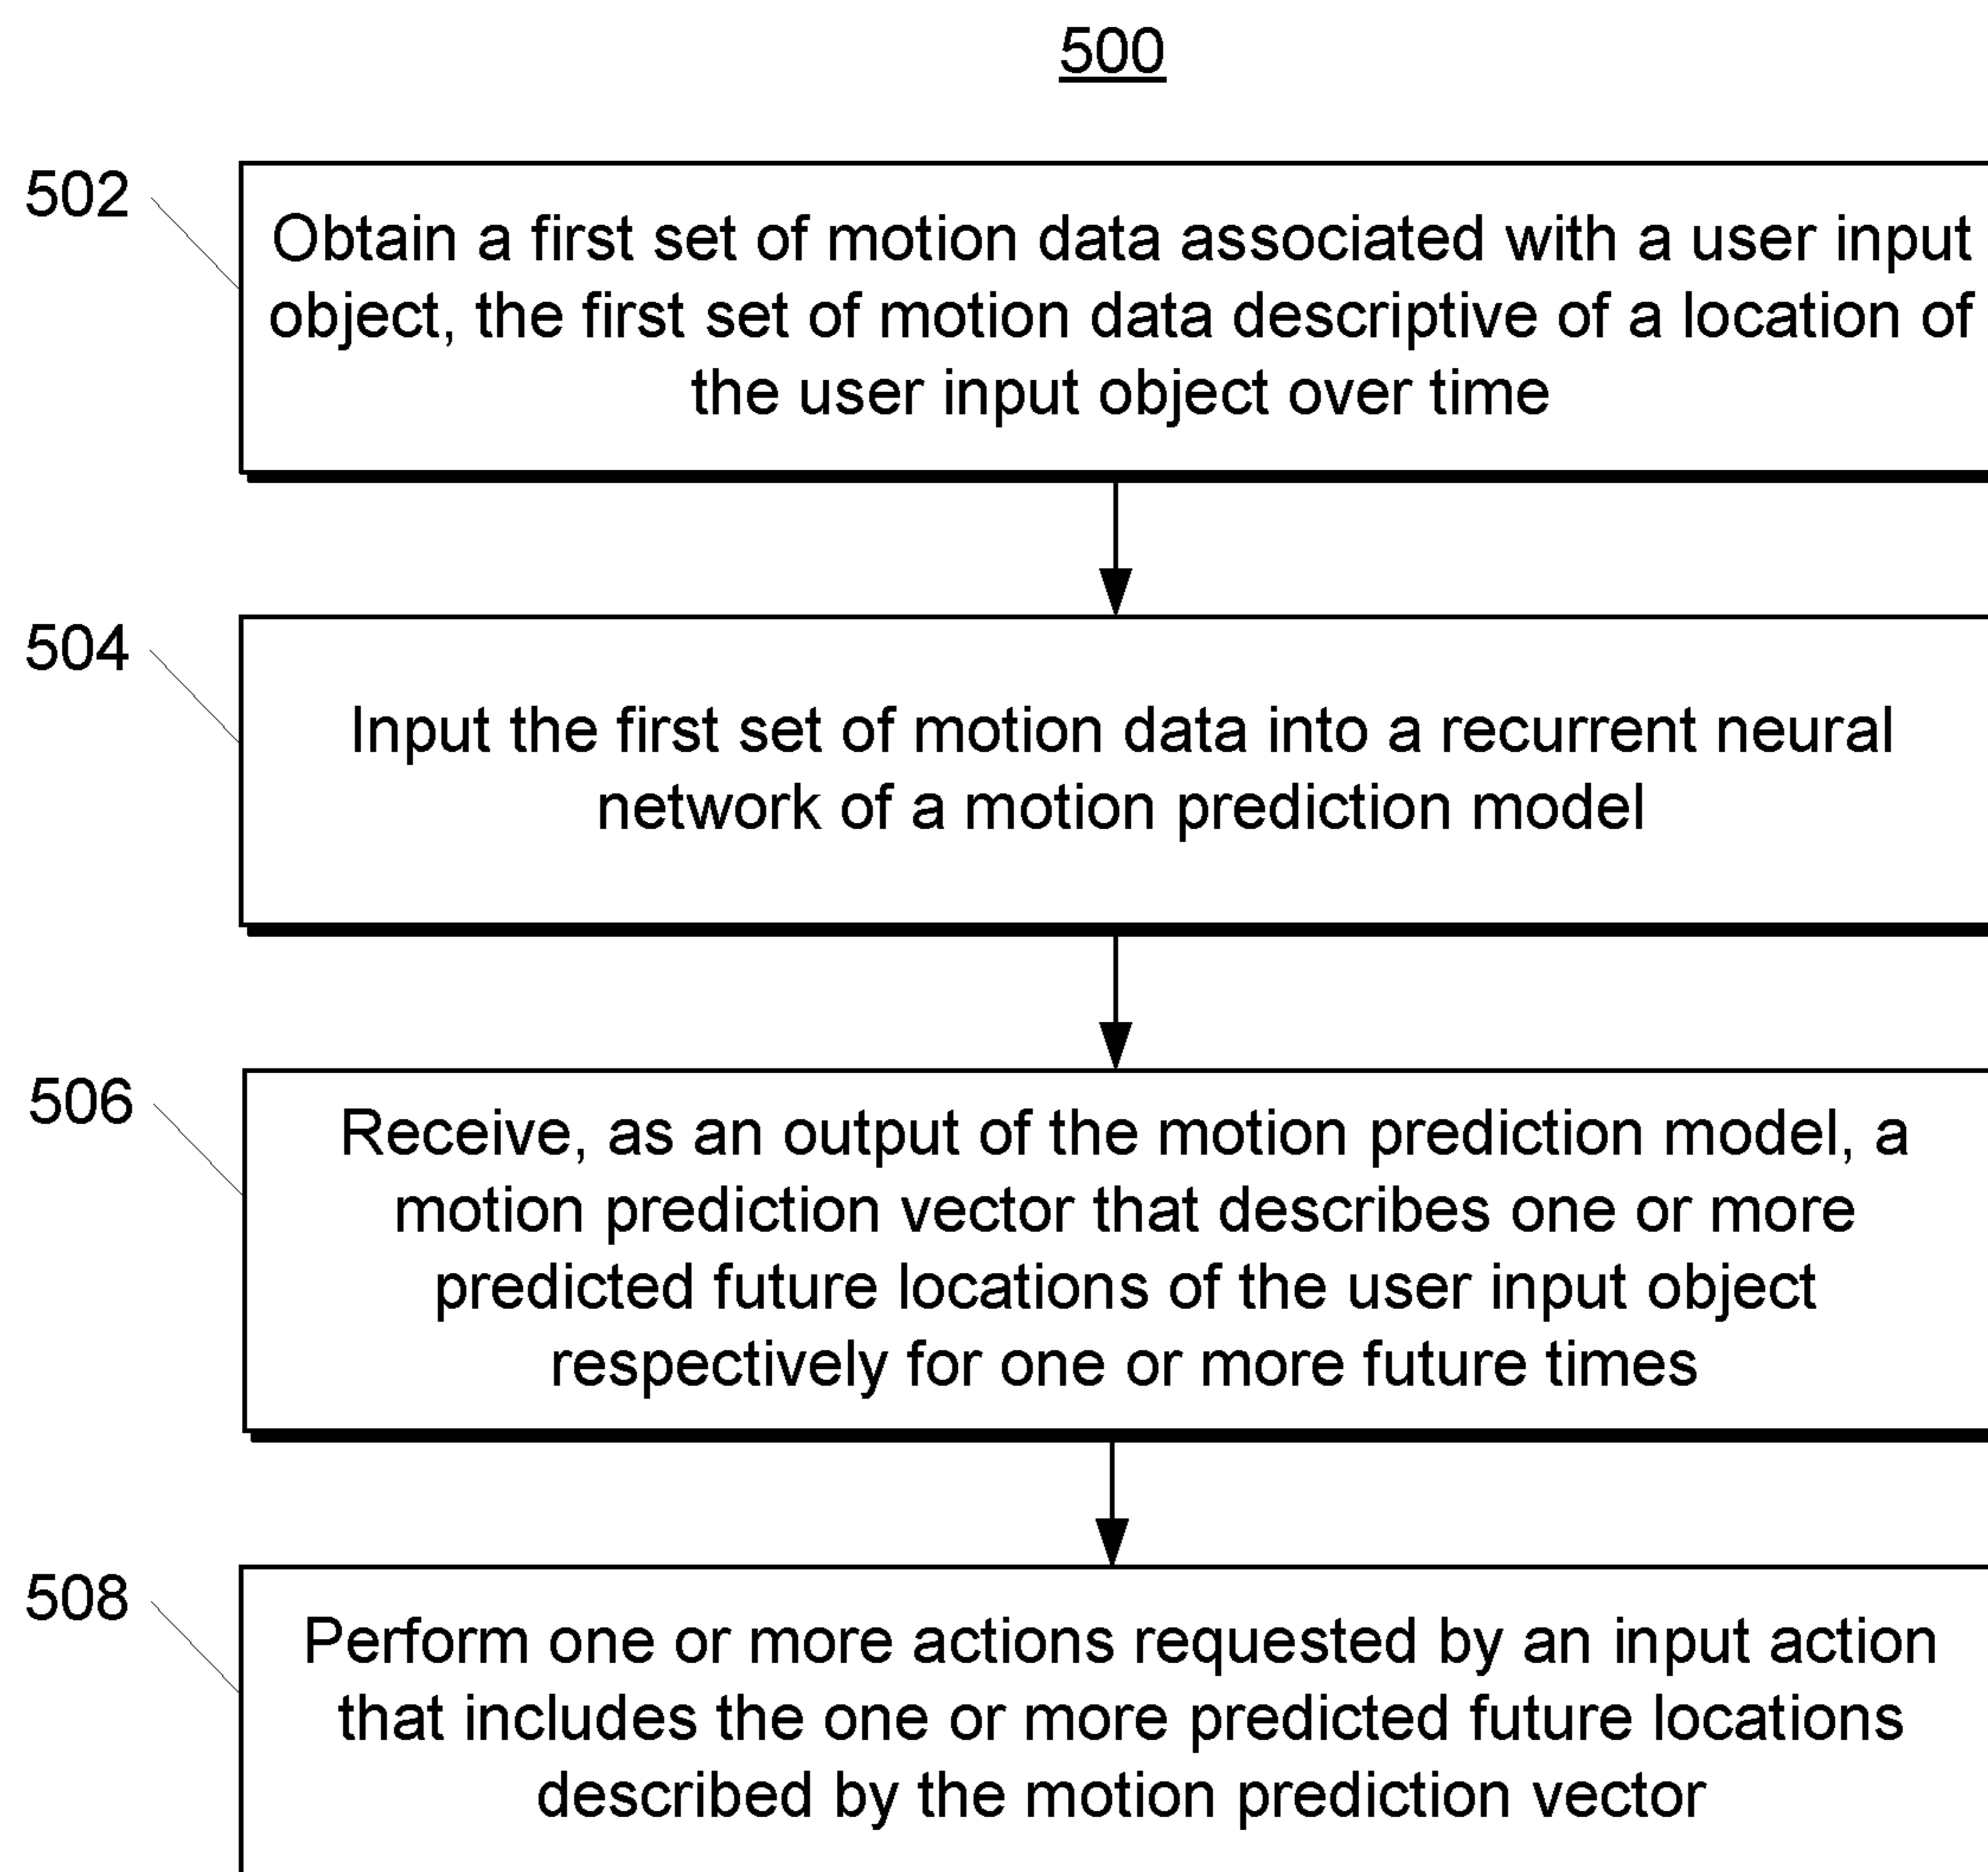 500
502
Obtain a first set of motion data associated with a user input
object, the first set of motion data descriptive of a location of
the user input object over time
504
Input the first set of motion data into a recurrent neural
network of a motion prediction model
506
Receive, as an output of the motion prediction model, a
motion prediction vector that describes one or more
predicted future locations of the user input object
respectively for one or more future times
508
Perform one or more actions requested by an input action
that includes the one or more predicted future locations
described by the motion prediction vector